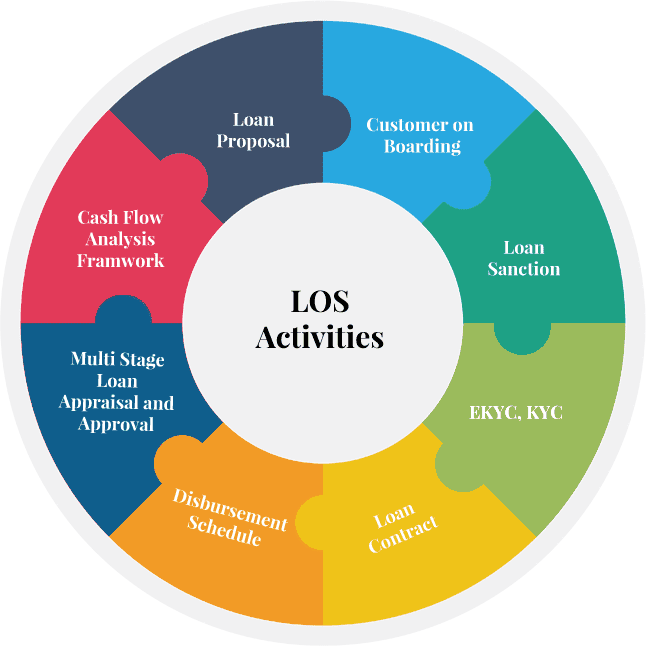 Loan
Proposal
Customer on
Boarding
Cash Flow
Analysis
Framwork
Loan
Sanction
LOS
Activities
Multi Stage
Loan
Appraisal and
Approval
EKYC, KYC
Disbursement
Schedule
Loan
Contract